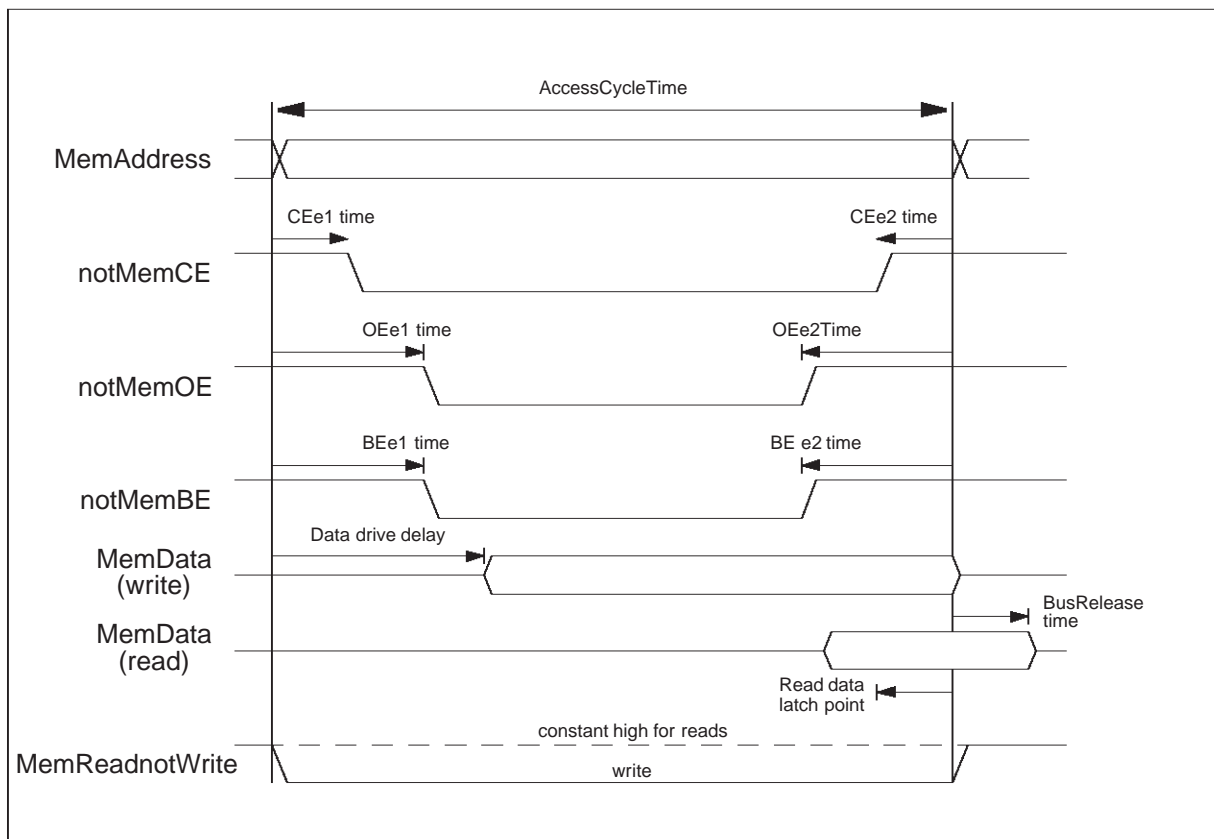 AccessCycleTime
MemAddress
CEe1 time
CEe2 time
notMemCE
OEe1 time
OEe2Time
notMemOE
BEe1 time
BE e2 time
notMemBE
Data drive delay
MemData
(write)
BusRelease
time
MemData
(read)
Read data
latch point
constant high for reads
MemReadnotWrite
write